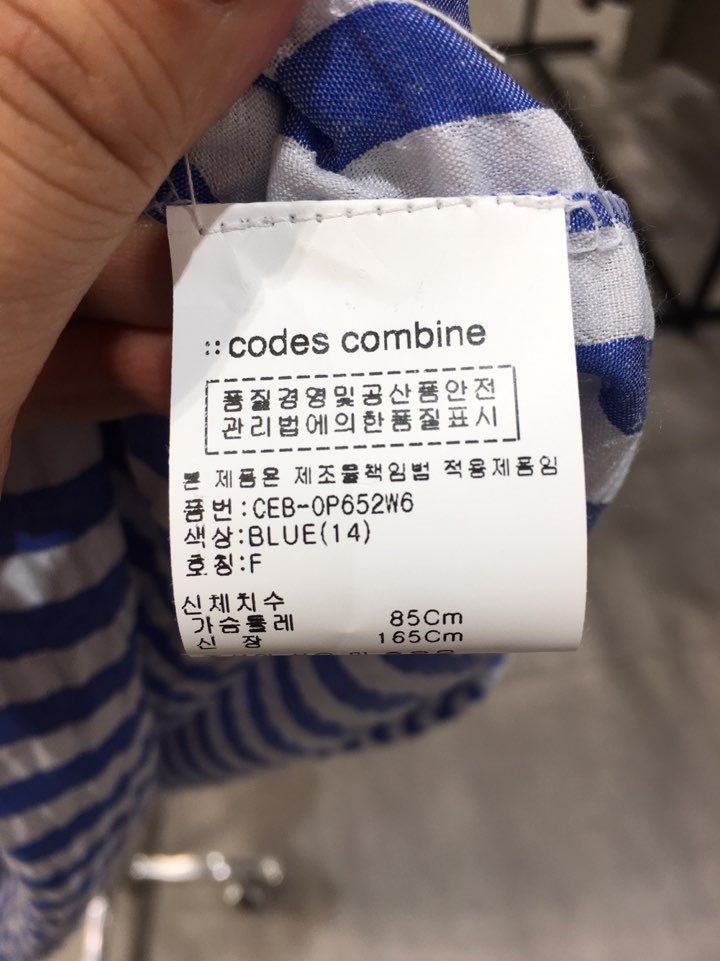 :: codes combine
품질경영및공산품안전
관리법에의한품질표시
본 제품은 제조물책임법 적용제품임
품번:CEB-OP652W6
색상:BLUE(14)
호칭:F
신체치수
가슴둘레 85Cm
신 장 165Cm